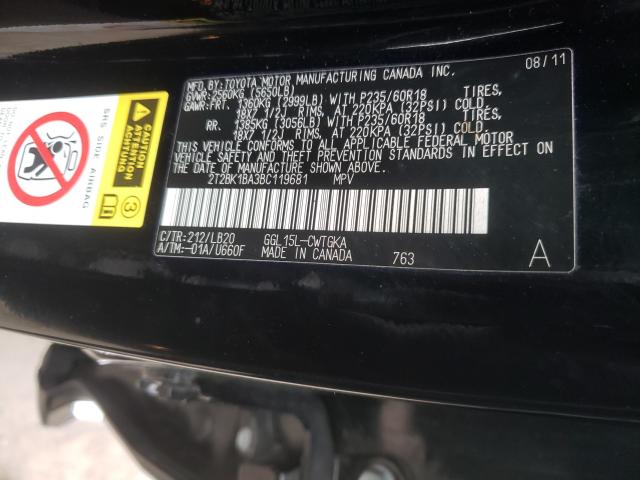 MFD.BY:TOYOTA MOTOR MANUFACTURING CANADA INC. 08/11
GVWR: 2560KG (5650LB)
GAWR:FRT. 1360KG (2999LB) WITH P235/60R18 TIRES,
18X7 1/2J RIMS, AT 220KPA (32PSI) COLD.
RR. 1385KG (3055LB) WITH P235/60R18 TIRES,
18X7 1/2J RIMS, AT 220KPA (32PSI) COLD.
THIS VEHICLE CONFORMS TO ALL APPLICABLE FEDERAL MOTOR
VEHICLE SAFETY AND THEFT PREVENTION STANDARDS IN EFFECT ON
THE DATE OF MANUFACTURE SHOWN ABOVE.
2T2BK1BA3BC119681 MPV
C/TR:212/LB20 GGL15L-CWTGKA
A/TM:-01A/U660F MADE IN CANADA 763 A
SRS SIDE AIRBAG
CAUTION
ACHTUNG
3